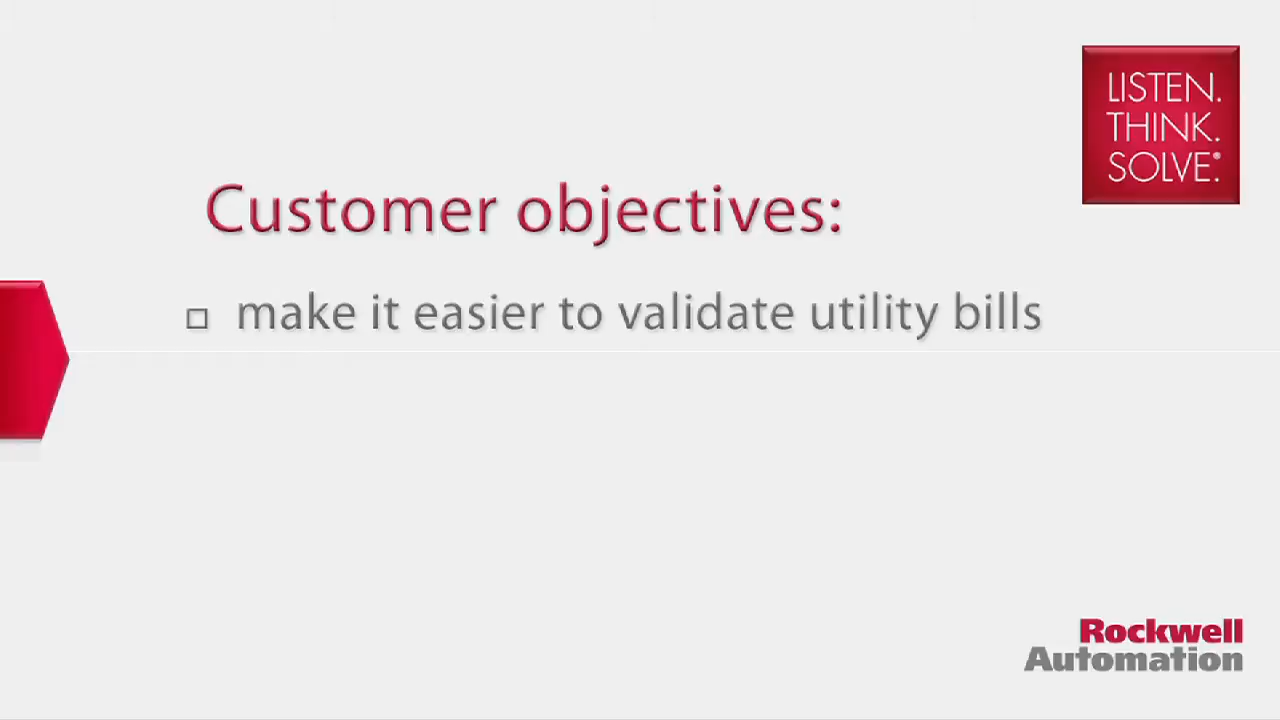 LISTEN.
THINK.
SOLVE.®
Customer objectives:
make it easier to validate utility bills
Rockwell
Automation